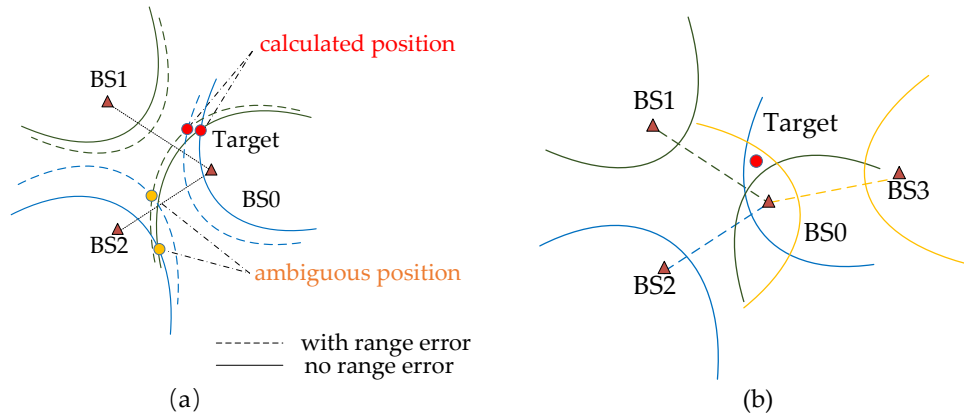 calculated position
BS1
Target
BS0
BS2
ambiguous position
with range error
no range error
(a)
BS1
Target
BS3
BS0
BS2
(b)